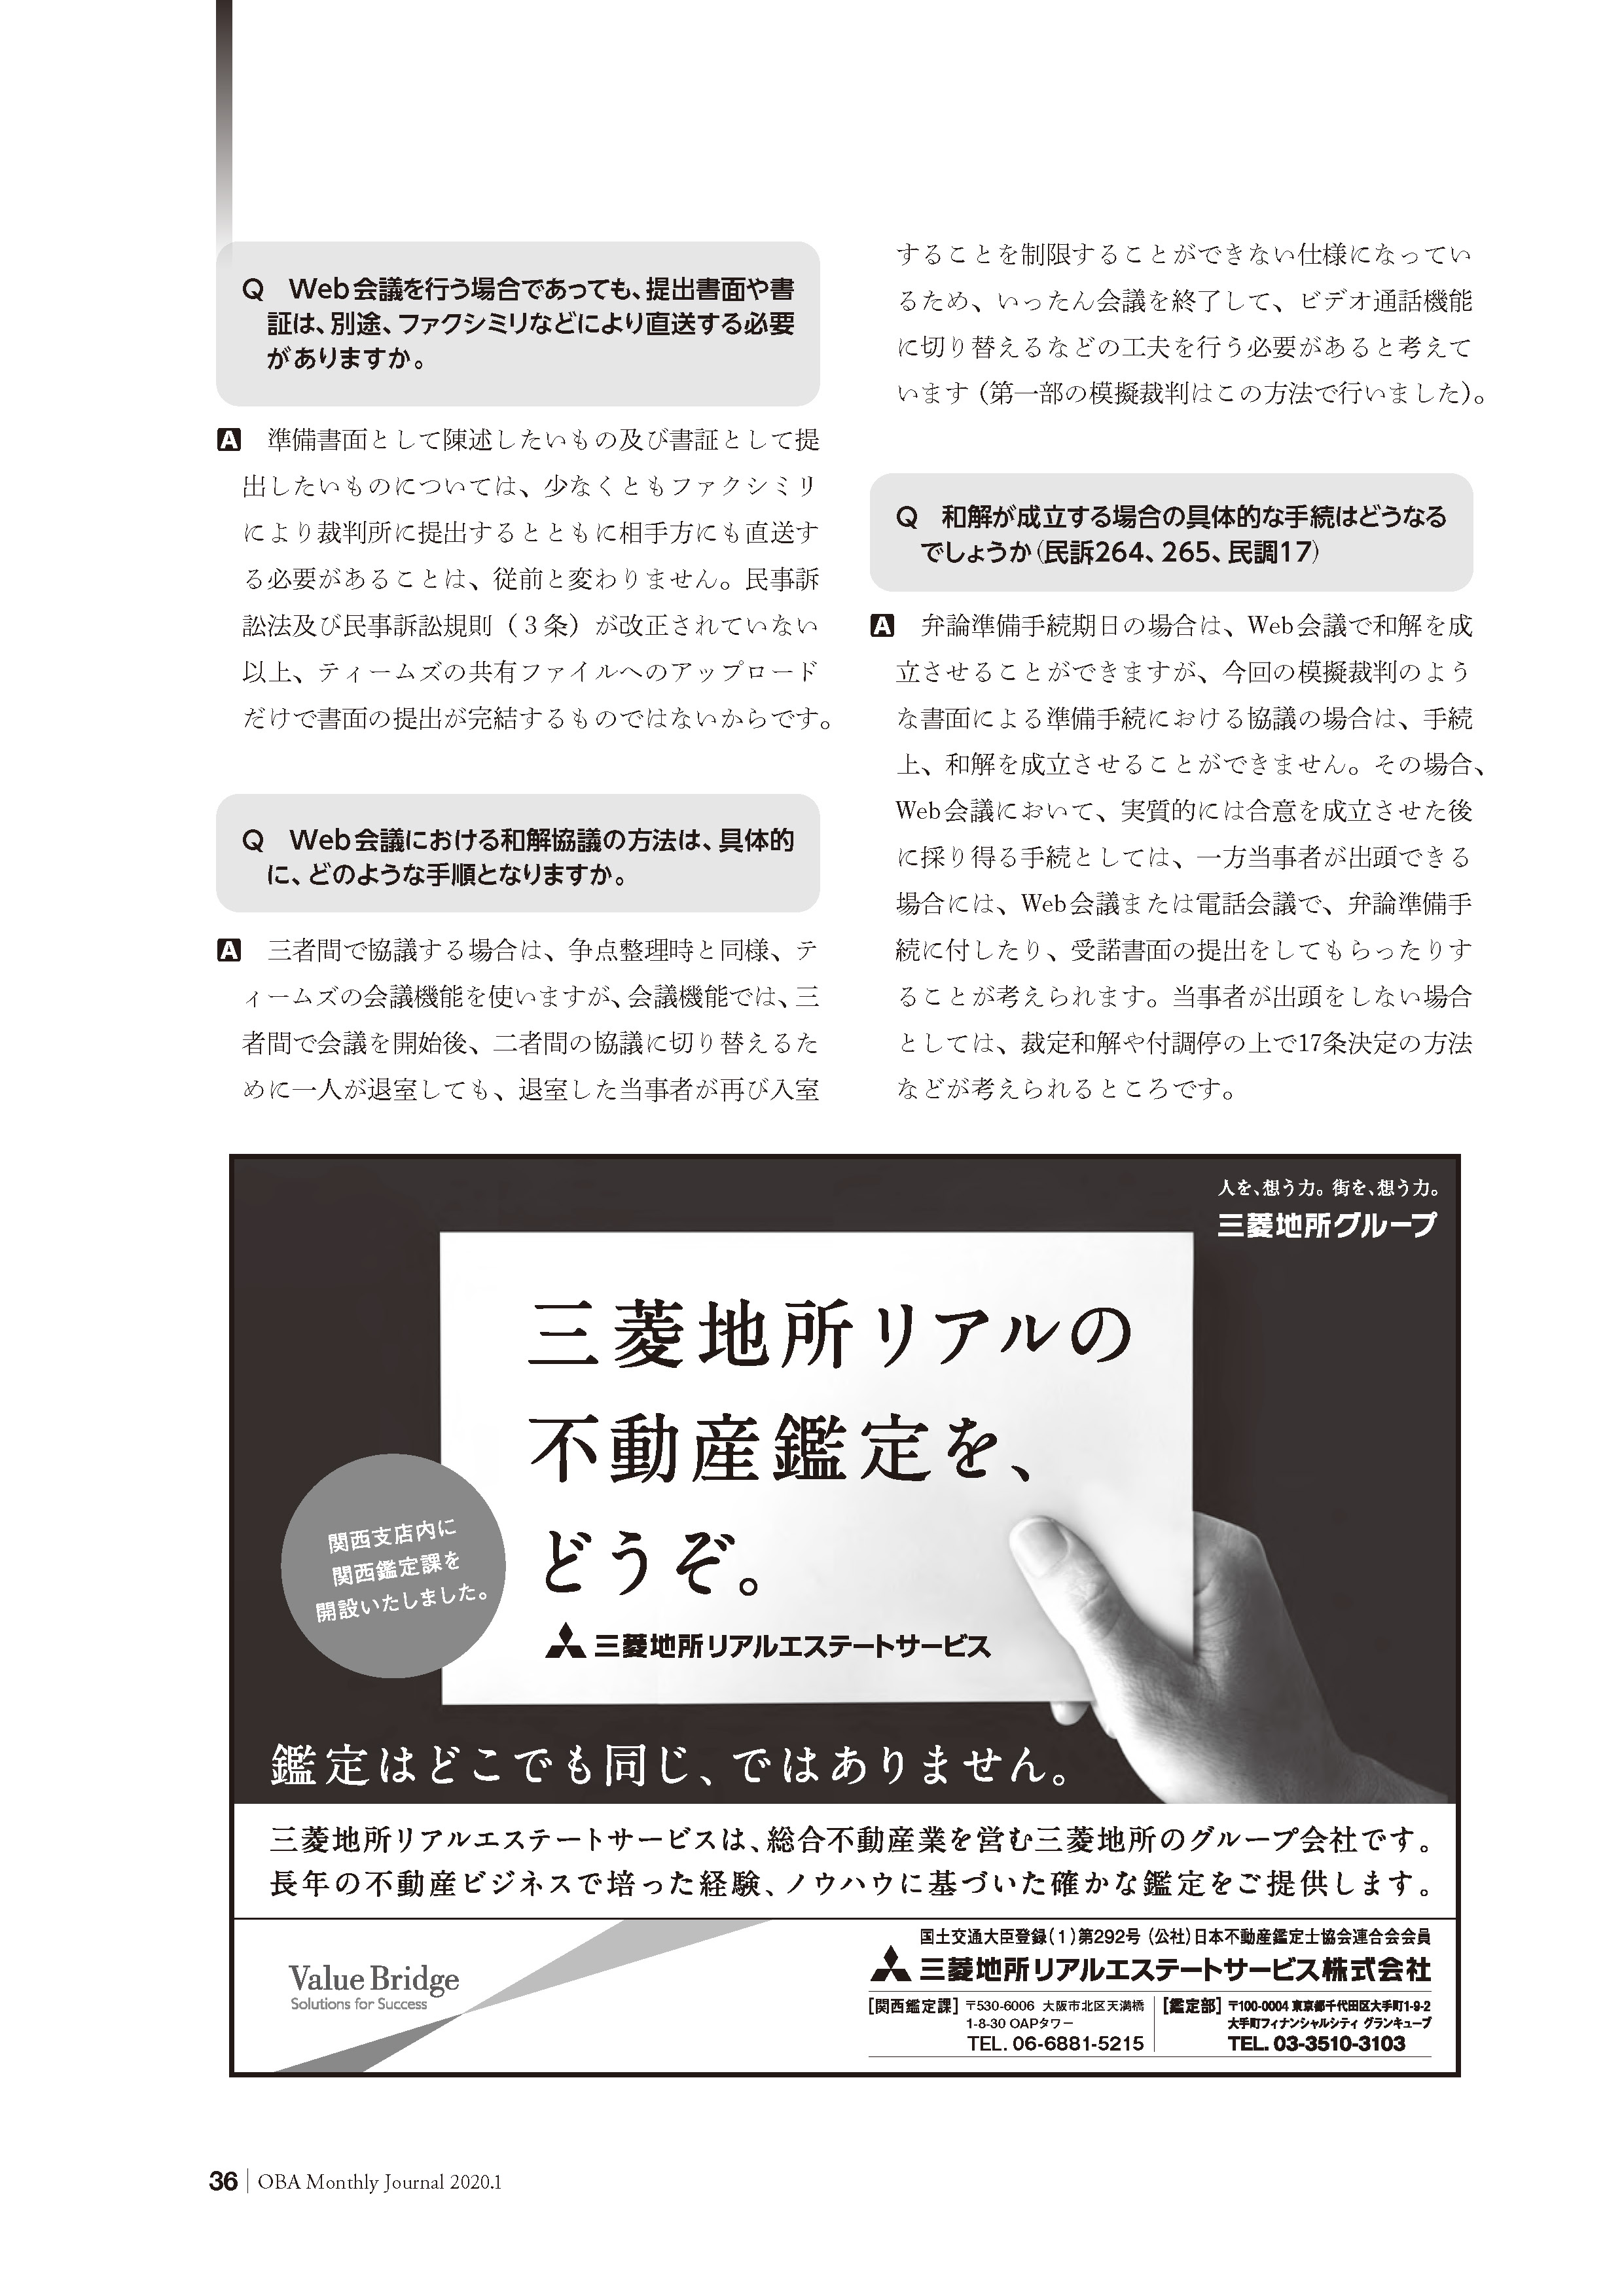 Q　Web会議を行う場合であっても、提出書面や書
証は、別途、ファクシミリなどにより直送する必要
がありますか。
A　準備書面として陳述したいもの及び書証として提
出したいものについては、少なくともファクシミリ
により裁判所に提出するとともに相手方にも直送す
る必要があることは、従前と変わりません。民事訴
訟法及び民事訴訟規則（３条）が改正されていない
以上、ティームズの共有ファイルへのアップロード
だけで書面の提出が完結するものではないからです。
Q　Web会議における和解協議の方法は、具体的
に、どのような手順となりますか。
A　三者間で協議する場合は、争点整理時と同様、テ
ィームズの会議機能を使いますが、会議機能では、三
者間で会議を開始後、二者間の協議に切り替えるた
めに一人が退室しても、退室した当事者が再び入室
することを制限することができない仕様になってい
るため、いったん会議を終了して、ビデオ通話機能
に切り替えるなどの工夫を行う必要があると考えて
います（第一部の模擬裁判はこの方法で行いました）。
Q　和解が成立する場合の具体的な手続はどうなる
でしょうか（民訴264、265、民調17）
A　弁論準備手続期日の場合は、Web会議で和解を成
立させることができますが、今回の模擬裁判のよう
な書面による準備手続における協議の場合は、手続
上、和解を成立させることができません。その場合、
Web会議において、実質的には合意を成立させた後
に採り得る手続としては、一方当事者が出頭できる
場合には、Web会議または電話会議で、弁論準備手
続に付したり、受諾書面の提出をしてもらったりす
ることが考えられます。当事者が出頭をしない場合
としては、裁定和解や付調停の上で17条決定の方法
などが考えられるところです。
人を、想う力。街を、想う力。
三菱地所グループ
三菱地所リアルの
不動産鑑定を、
どうぞ。
三菱地所リアルエステートサービス
関西支店内に
関西鑑定課を
開設いたしました。
鑑定はどこでも同じ、ではありません。
三菱地所リアルエステートサービスは、総合不動産業を営む三菱地所のグループ会社です。
長年の不動産ビジネスで培った経験、ノウハウに基づいた確かな鑑定をご提供します。
Value Bridge
Solutions for Success
国土交通大臣登録（1）第292号（公社）日本不動産鑑定士協会連合会会員
三菱地所リアルエステートサービス株式会社
［関西鑑定課］〒530-6006 大阪市北区天満橋
1-8-30 OAPタワー
TEL. 06-6881-5215
［鑑定部］〒100-0004 東京都千代田区大手町1-9-2
大手町フィナンシャルシティ グランキューブ
TEL. 03-3510-3103
36 | OBA Monthly Journal 2020.1